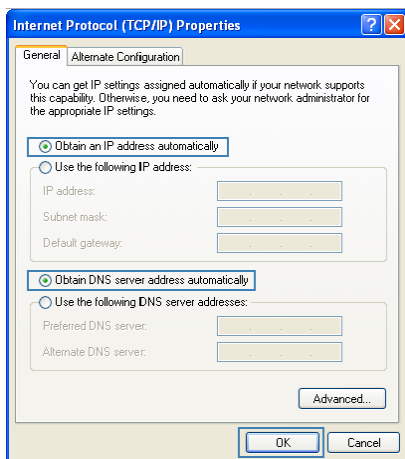 Internet Protocol (TCP/IP) Properties
General
Alternate Configuration
You can get IP settings assigned automatically if your network supports
this capability. Otherwise, you need to ask your network administrator for
the appropriate IP settings.
Obtain an IP address automatically
Use the following IP address:
IP address:
Subnet mask:
Default gateway:
Obtain DNS server address automatically
Use the following DNS server addresses:
Preferred DNS server:
Alternate DNS server:
Advanced...
OK
Cancel